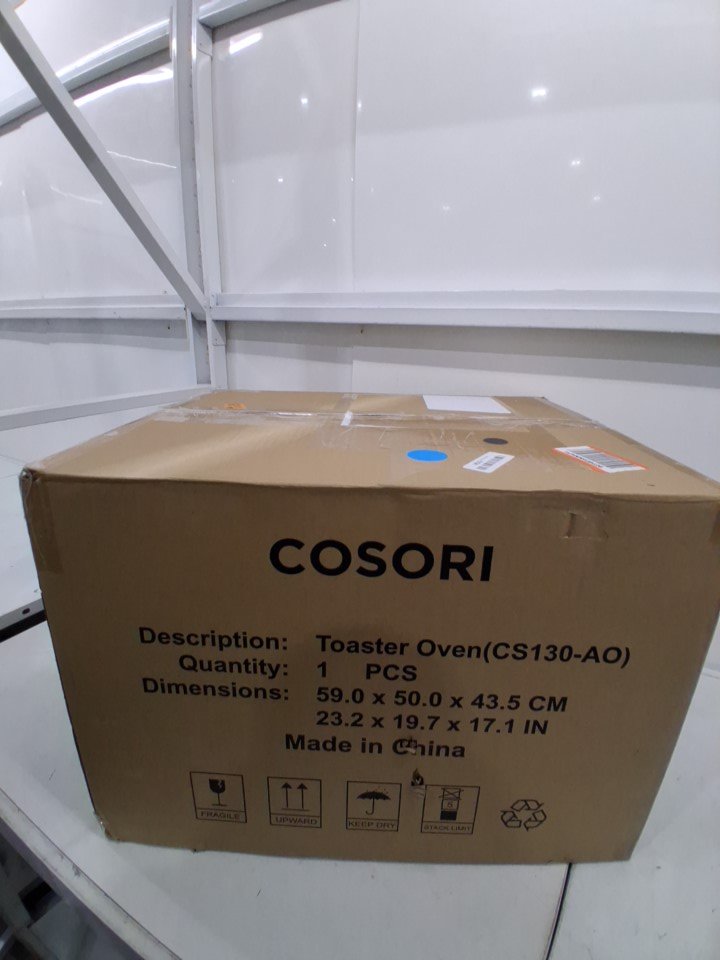 COSORI
Description: Toaster Oven(CS130-AO)
Quantity: 1 PCS
Dimensions: 59.0 x 50.0 x 43.5 CM
23.2 x 19.7 x 17.1 IN
Made in China
FRAGILE
UPWARD
KEEP DRY
5
STACK LIMIT